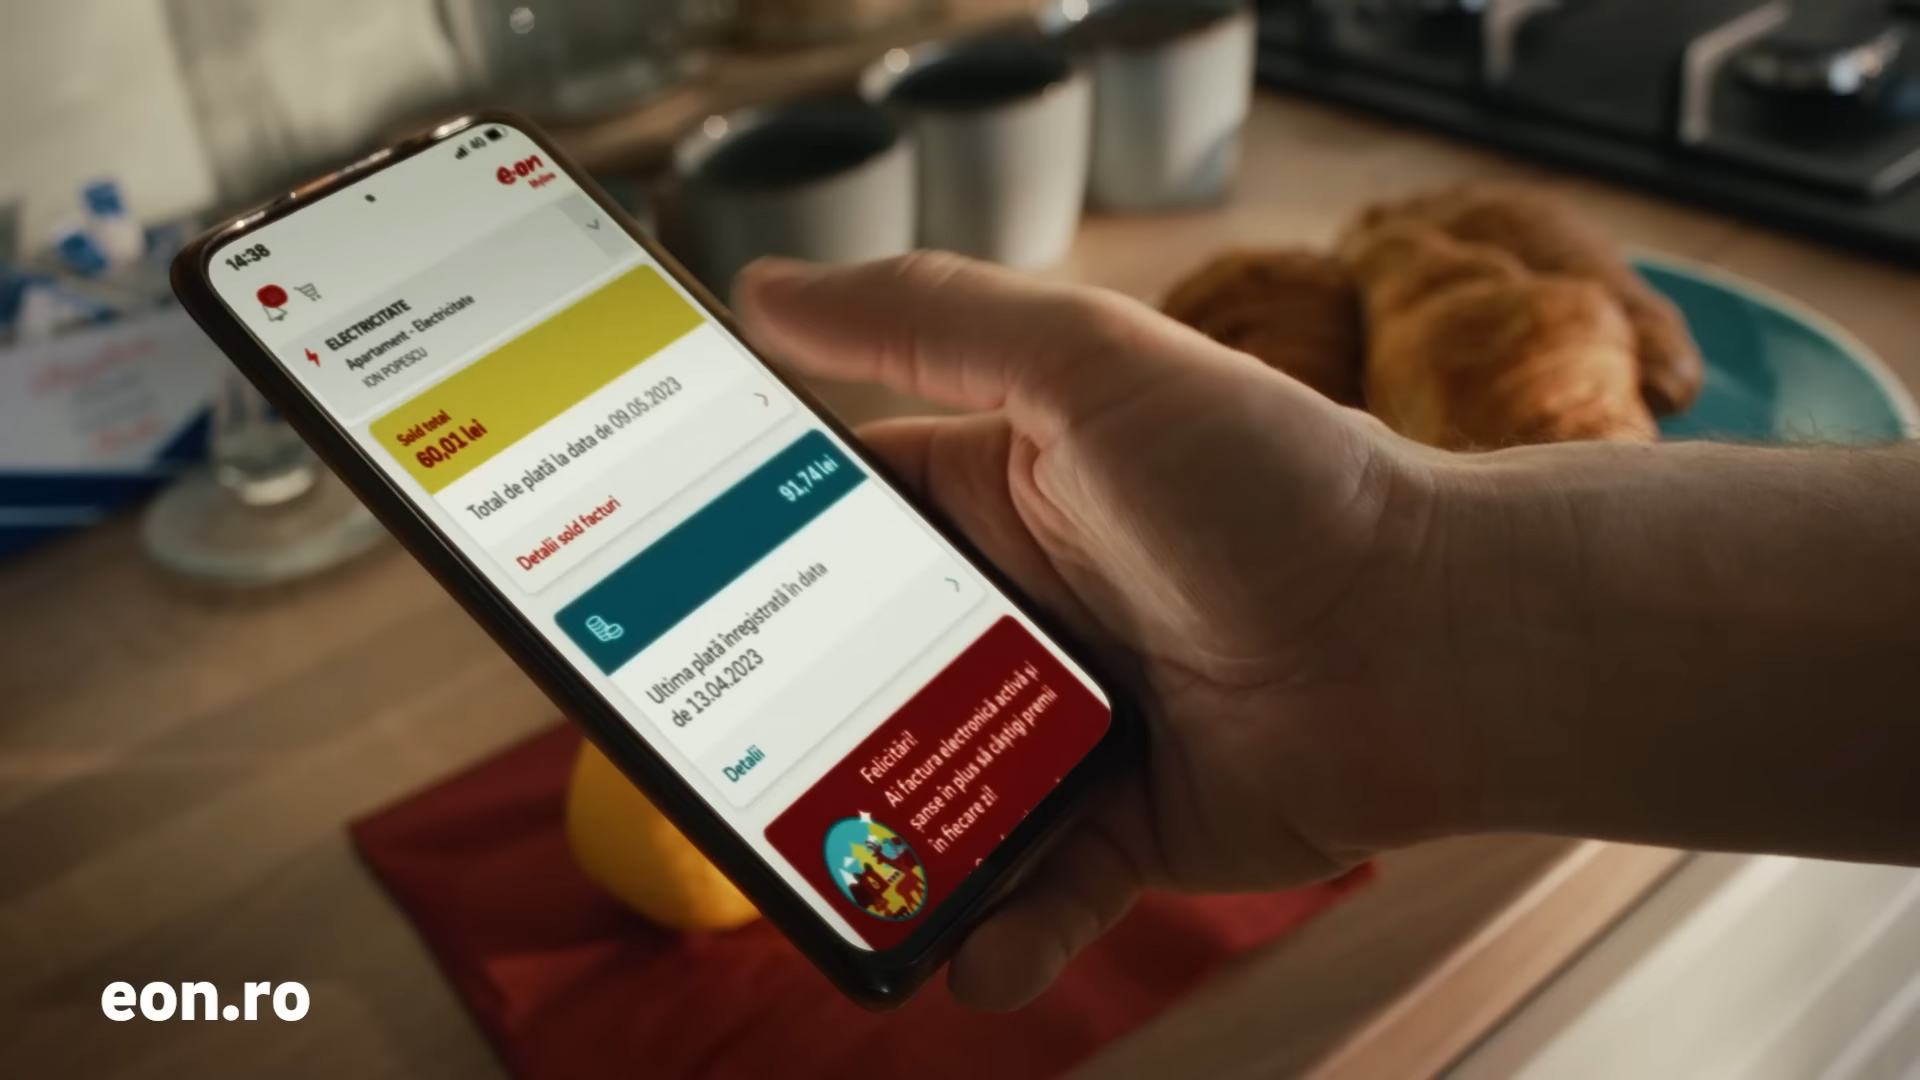 14:38
40
e·on
Myline
ELECTRICITATE
Apartament - Electricitate
ION POPESCU
Sold total
60,01 lei
Total de plată la data de 09.05.2023
Detalii sold facturi
91,74 lei
Ultima plată înregistrată în data
de 13.04.2023
Detalii
Felicitări!
Ai factura electronică activă și
șanse în plus să câștigi premii
în fiecare zi!
eon.ro